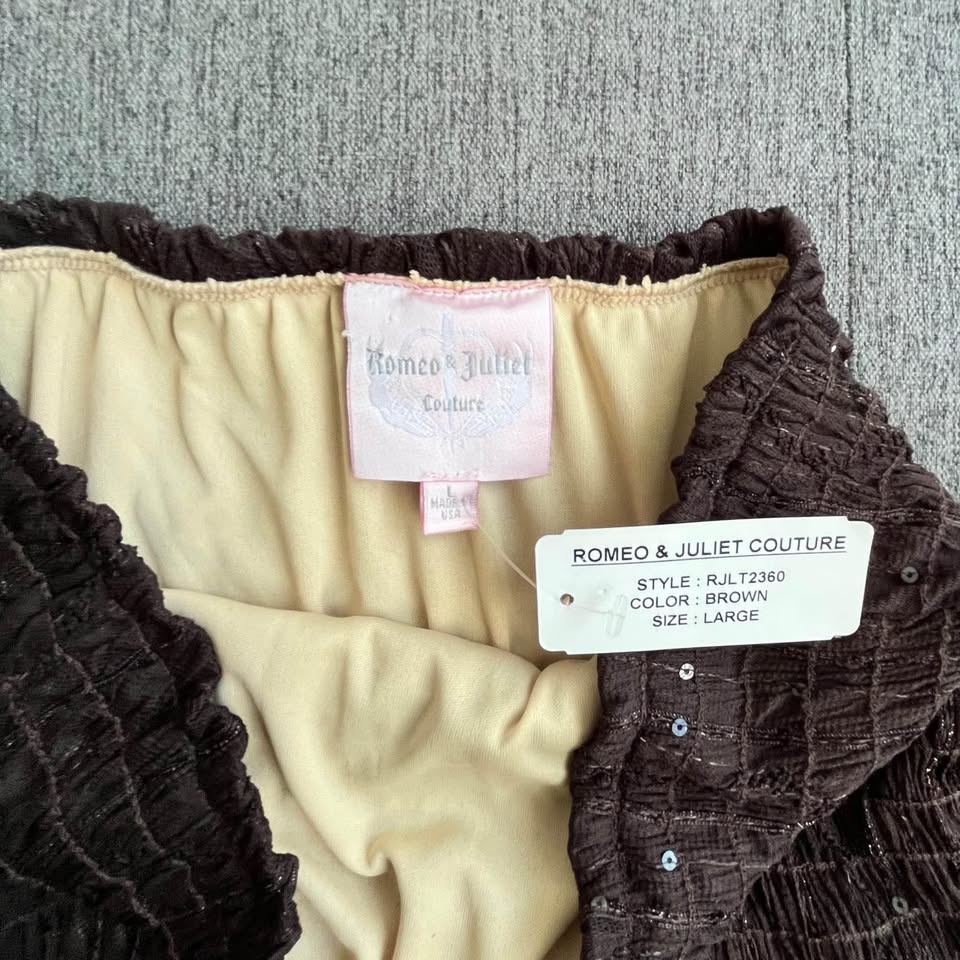 Romeo & Juliet
Couture
L
MADE IN
USA
ROMEO & JULIET COUTURE
STYLE : RJLT2360
COLOR : BROWN
SIZE : LARGE